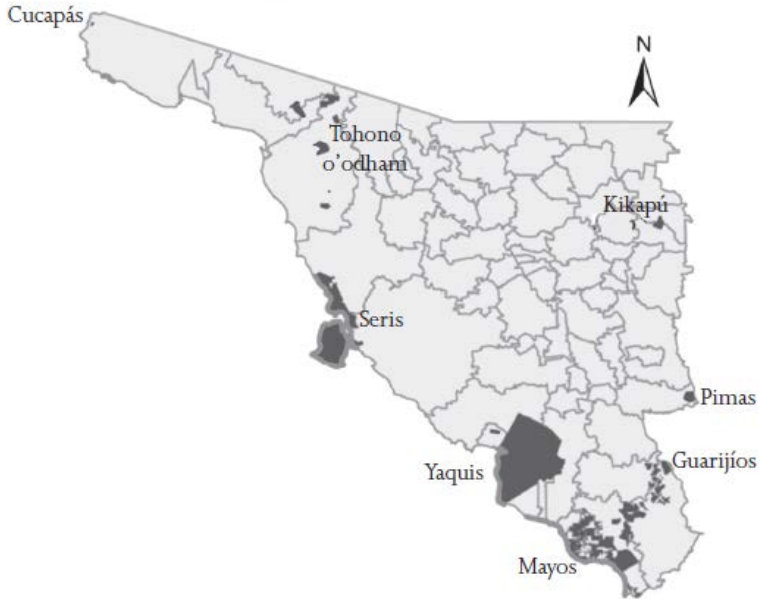 Cucapás
N
Tohono
o'odham
Kikapú
Seris
Pimas
Guarijíos
Yaquis
Mayos